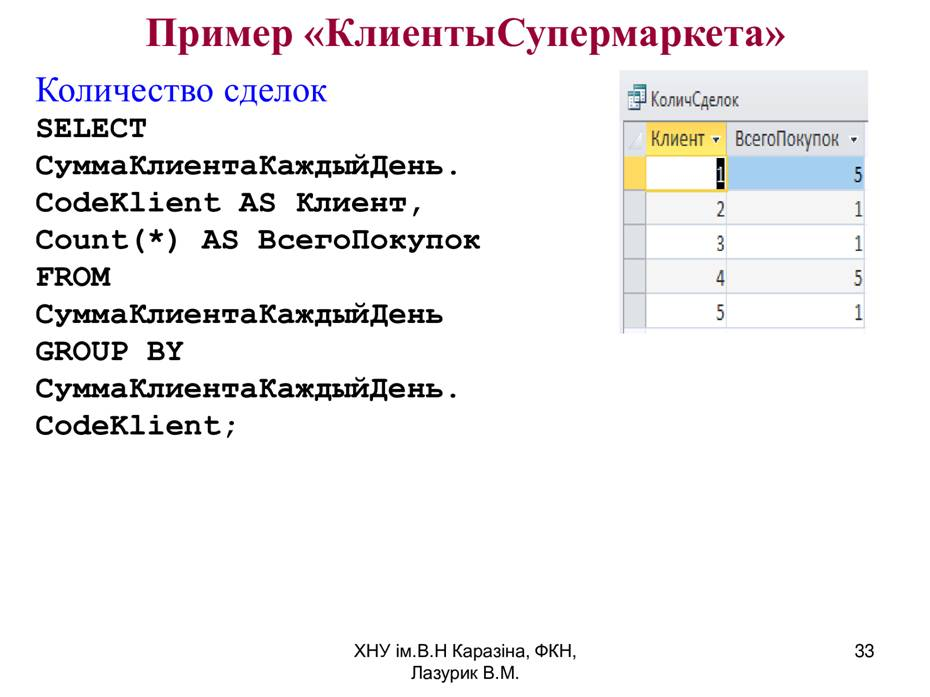 Пример «КлиентыСупермаркета»
Количество сделок
SELECT
СуммаКлиентаКаждыйДень.
CodeKlient AS Клиент,
Count(*) AS ВсегоПокупок
FROM
СуммаКлиентаКаждыйДень
GROUP BY
СуммаКлиентаКаждыйДень.
CodeKlient;
КоличСделок
Клиент ВсегоПокупок
1 5
2 1
3 1
4 5
5 1
ХНУ ім.В.Н Каразіна, ФКН,
Лазурик В.М.
33